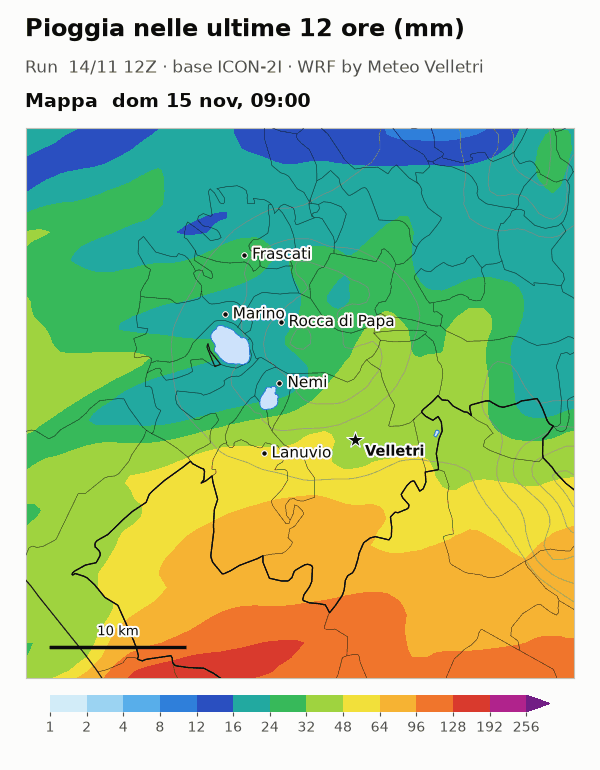 Pioggia nelle ultime 12 ore (mm)
Run 14/11 12Z · base ICON-2I · WRF by Meteo Velletri
Mappa dom 15 nov, 09:00
Frascati
Marino
Rocca di Papa
Nemi
Velletri
Lanuvio
10 km
1 2 4 8 12 16 24 32 48 64 96 128 192 256